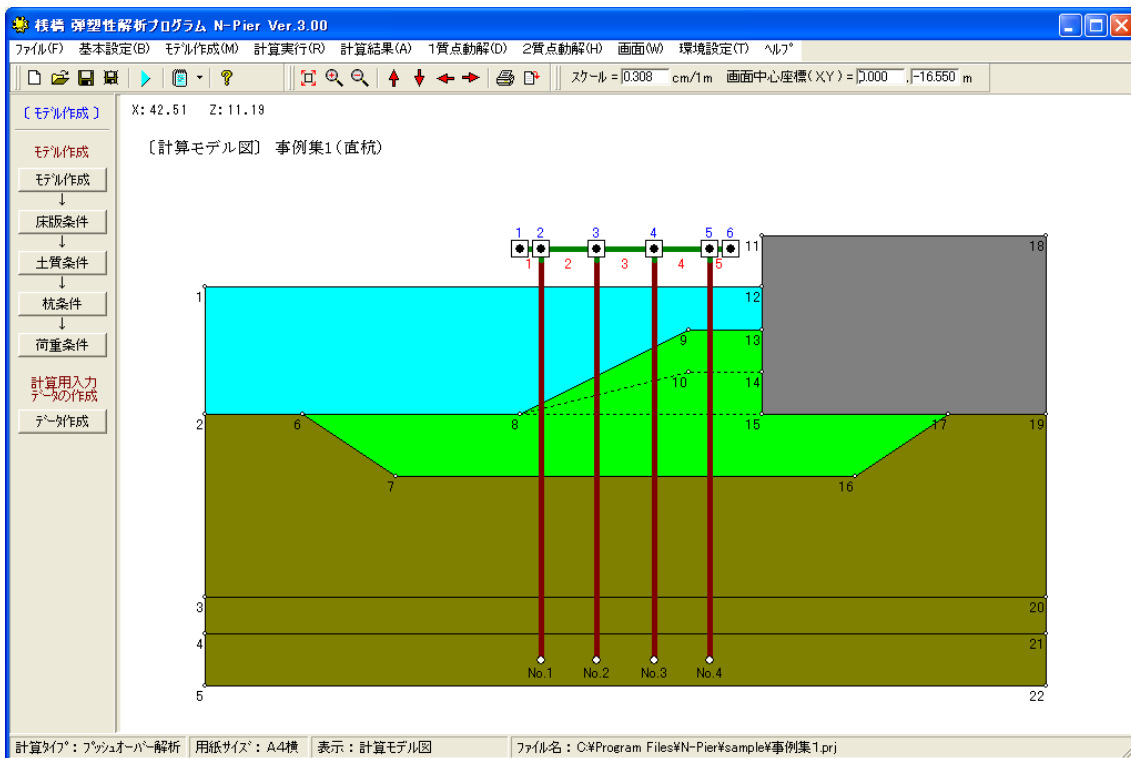 桟橋 弾塑性解析プログラム N-Pier Ver.3.00
ファイル(F) 基本設定(B) モデル作成(M) 計算実行(R) 計算結果(A) 1質点動解(D) 2質点動解(H) 画面(W) 環境設定(T) ヘルプ
スケール = 0.308 cm/1m 画面中心座標(X,Y) = 0.000 , -16.550 m
〔モデル作成〕
X: 42.51 Z: 11.19
〔計算モデル図〕 事例集1(直杭)
モデル作成
モデル作成
↓
床版条件
↓
土質条件
↓
杭条件
↓
荷重条件
計算用入力
データの作成
データ作成
1 2 3 4 5 6
11 18
1 2 3 4 5
1 12
9 13
10 14
2 6 8 15 17 19
7 16
3 20
4 21
No.1 No.2 No.3 No.4
5 22
計算タイプ : プッシュオーバー解析 用紙サイズ : A4横 表示 : 計算モデル図 ファイル名 : C:¥Program Files¥N-Pier¥sample¥事例集1.prj